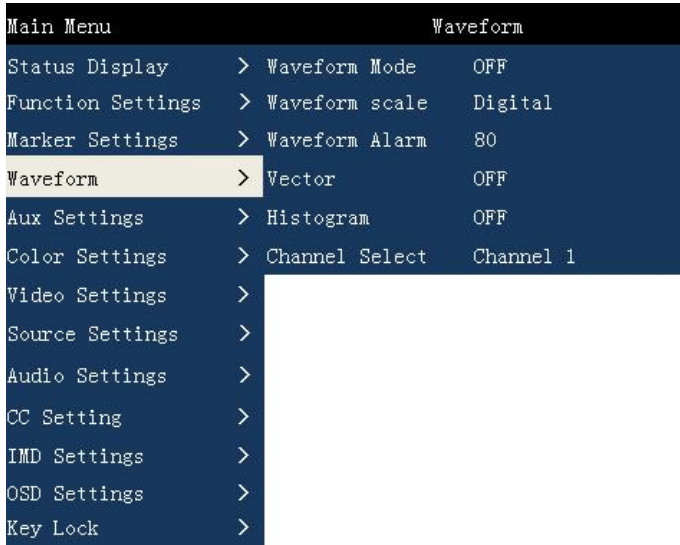 Main Menu Waveform
Status Display > Waveform Mode OFF
Function Settings > Waveform scale Digital
Marker Settings > Waveform Alarm 80
Waveform > Vector OFF
Aux Settings > Histogram OFF
Color Settings > Channel Select Channel 1
Video Settings >
Source Settings >
Audio Settings >
CC Setting >
IMD Settings >
OSD Settings >
Key Lock >